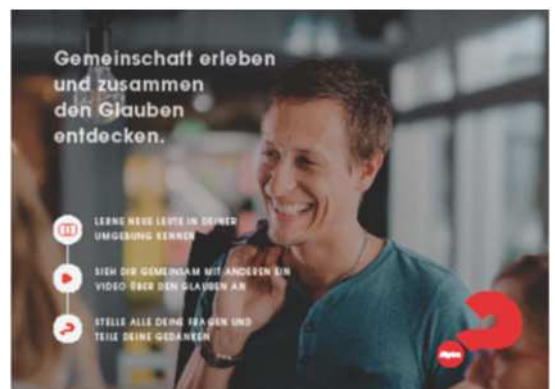 Gemeinschaft erleben
und zusammen
den Glauben
entdecken.
LERNE NEUE LEUTE IN DEINER
UMGEBUNG KENNEN
SIEH DIR GEMEINSAM MIT ANDEREN EIN
VIDEO ÜBER DEN GLAUBEN AN
STELLE ALLE DEINE FRAGEN UND
TEILE DEINE GEDANKEN
alpha